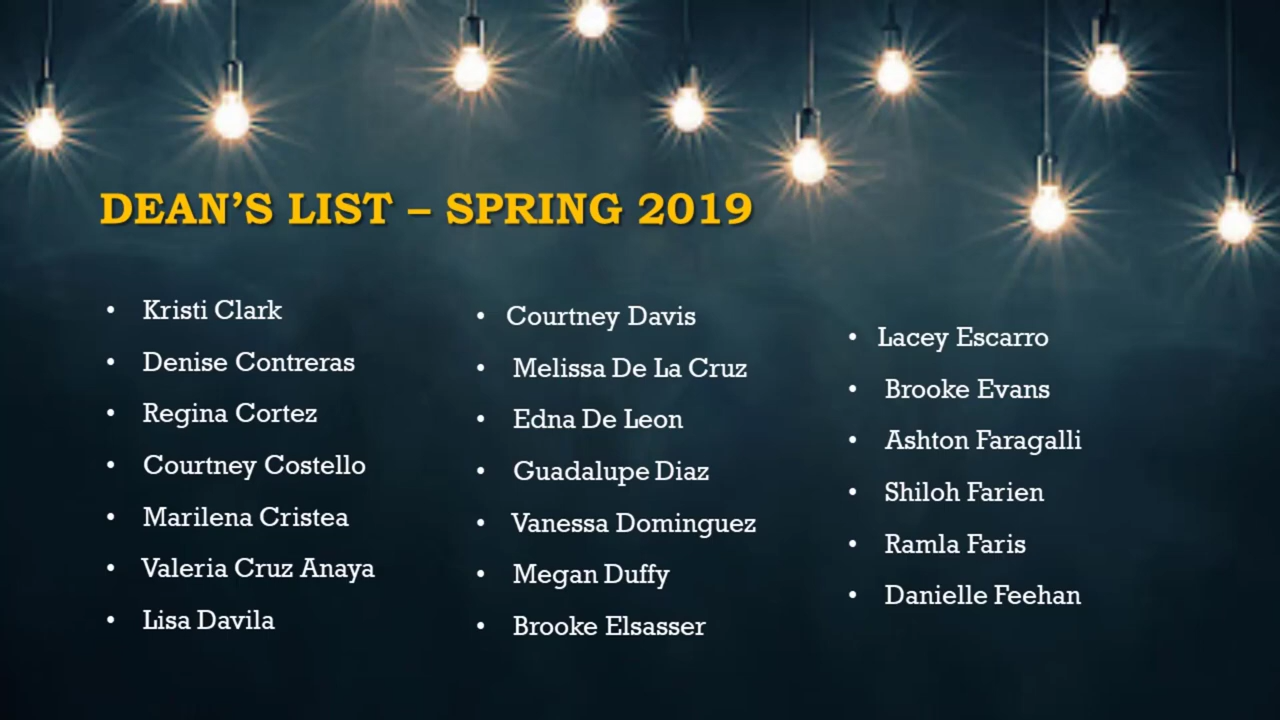 DEAN'S LIST – SPRING 2019
• Kristi Clark
• Denise Contreras
• Regina Cortez
• Courtney Costello
• Marilena Cristea
• Valeria Cruz Anaya
• Lisa Davila
• Courtney Davis
• Melissa De La Cruz
• Edna De Leon
• Guadalupe Diaz
• Vanessa Dominguez
• Megan Duffy
• Brooke Elsasser
• Lacey Escarro
• Brooke Evans
• Ashton Faragalli
• Shiloh Farien
• Ramla Faris
• Danielle Feehan